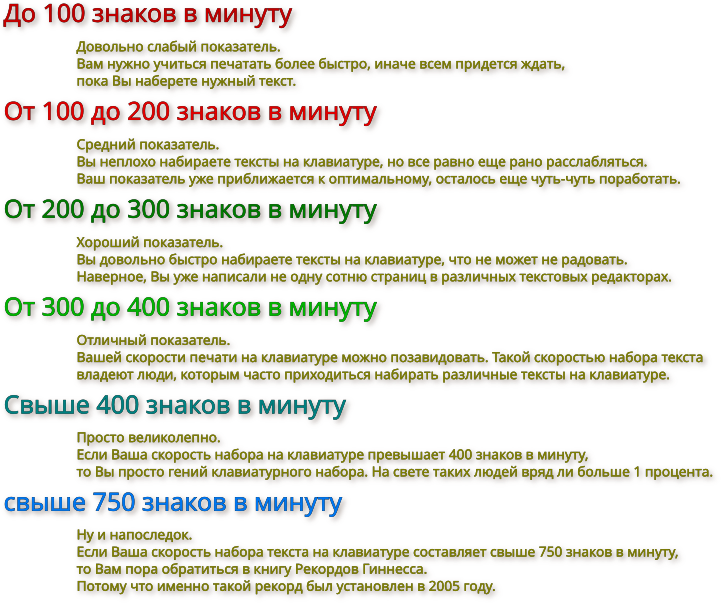 До 100 знаков в минуту
Довольно слабый показатель.
Вам нужно учиться печатать более быстро, иначе всем придется ждать,
пока Вы наберете нужный текст.
От 100 до 200 знаков в минуту
Средний показатель.
Вы неплохо набираете тексты на клавиатуре, но все равно еще рано расслабляться.
Ваш показатель уже приближается к оптимальному, осталось еще чуть-чуть поработать.
От 200 до 300 знаков в минуту
Хороший показатель.
Вы довольно быстро набираете тексты на клавиатуре, что не может не радовать.
Наверное, Вы уже написали не одну сотню страниц в различных текстовых редакторах.
От 300 до 400 знаков в минуту
Отличный показатель.
Вашей скорости печати на клавиатуре можно позавидовать. Такой скоростью набора текста
владеют люди, которым часто приходиться набирать различные тексты на клавиатуре.
Свыше 400 знаков в минуту
Просто великолепно.
Если Ваша скорость набора на клавиатуре превышает 400 знаков в минуту,
то Вы просто гений клавиатурного набора. На свете таких людей вряд ли больше 1 процента.
свыше 750 знаков в минуту
Ну и напоследок.
Если Ваша скорость набора текста на клавиатуре составляет свыше 750 знаков в минуту,
то Вам пора обратиться в книгу Рекордов Гиннесса.
Потому что именно такой рекорд был установлен в 2005 году.